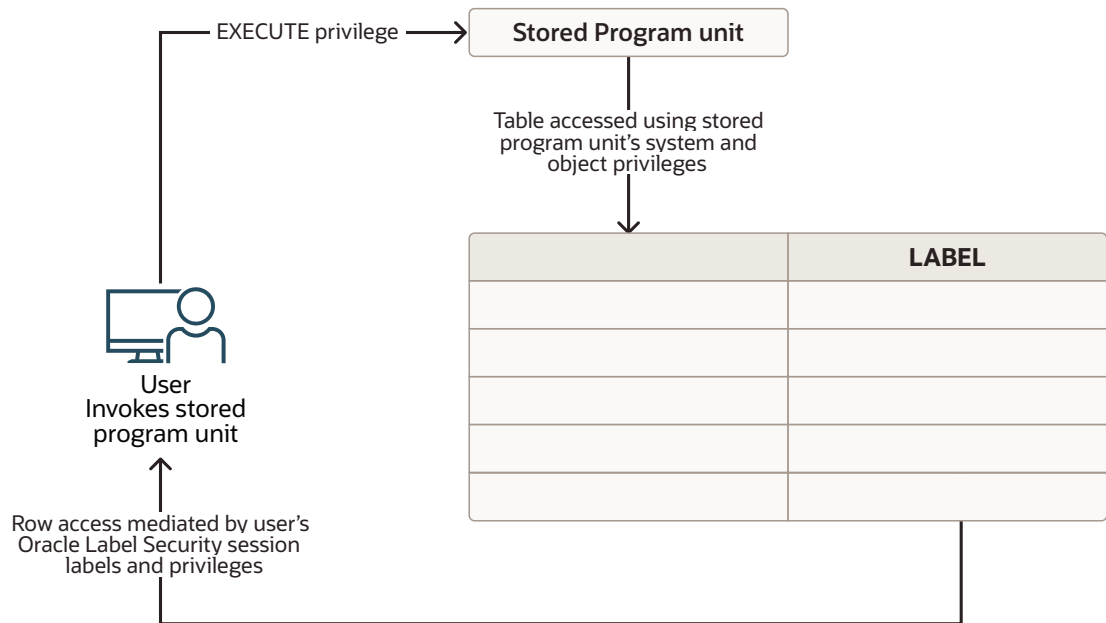 EXECUTE privilege
Stored Program unit
Table accessed using stored
program unit's system and
object privileges
LABEL
User
Invokes stored
program unit
Row access mediated by user's
Oracle Label Security session
labels and privileges